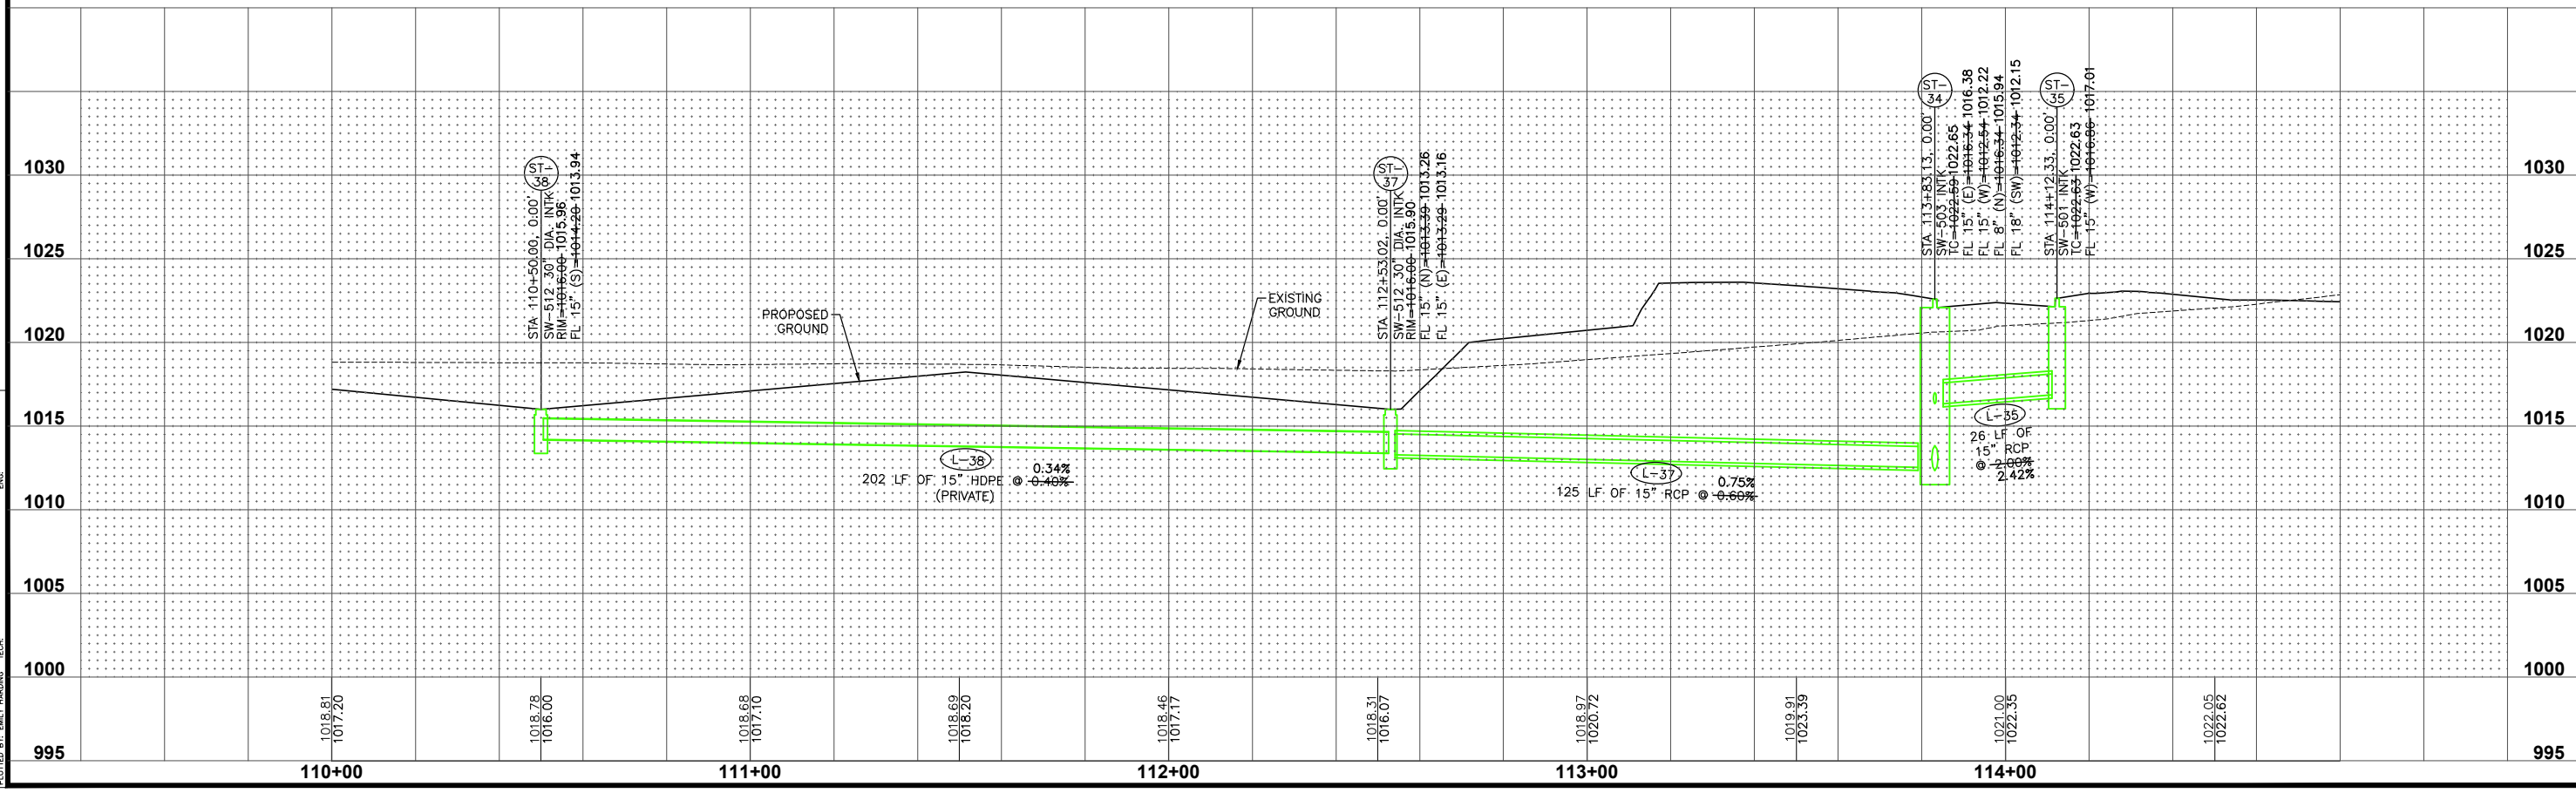 ST-
38
STA 110+50.00, 0.00'
SW-512 30" DIA. INTK
RIM=1016.00 1015.96
FL 15" (S)=1014.20 1013.94
ST-
37
STA 112+53.02, 0.00'
SW-512 30" DIA. INTK
RIM=1016.00 1015.90
FL 15" (N)=1013.39 1013.26
FL 15" (E)=1013.29 1013.16
ST-
34
STA 113+83.13, 0.00'
SW-503 INTK
TC=1022.59 1022.65
FL 15" (E)=1016.34 1016.38
FL 15" (W)=1012.54 1012.22
FL 8" (N)=1016.34 1015.94
FL 18" (SW)=1012.34 1012.15
ST-
35
STA 114+12.33, 0.00'
SW-501 INTK
TC=1022.63 1022.63
FL 15" (W)=1016.86 1017.01
1030
1030
1025
1025
1020
1020
1015
1015
1010
1010
1005
1005
1000
1000
995
995
PROPOSED
GROUND
EXISTING
GROUND
L-38
0.34%
202 LF OF 15" HDPE @ 0.40%
(PRIVATE)
L-37
0.75%
125 LF OF 15" RCP @ 0.60%
L-35
26 LF OF
15" RCP
@ 2.00%
2.42%
1018.81
1017.20
1018.78
1016.00
1018.68
1017.10
1018.69
1018.20
1018.46
1017.17
1018.31
1016.07
1018.97
1020.72
1019.91
1023.39
1021.00
1022.35
1022.05
1022.62
110+00
111+00
112+00
113+00
114+00
PLOTTED BY: EMILY HARDING
TECH:
ENG: